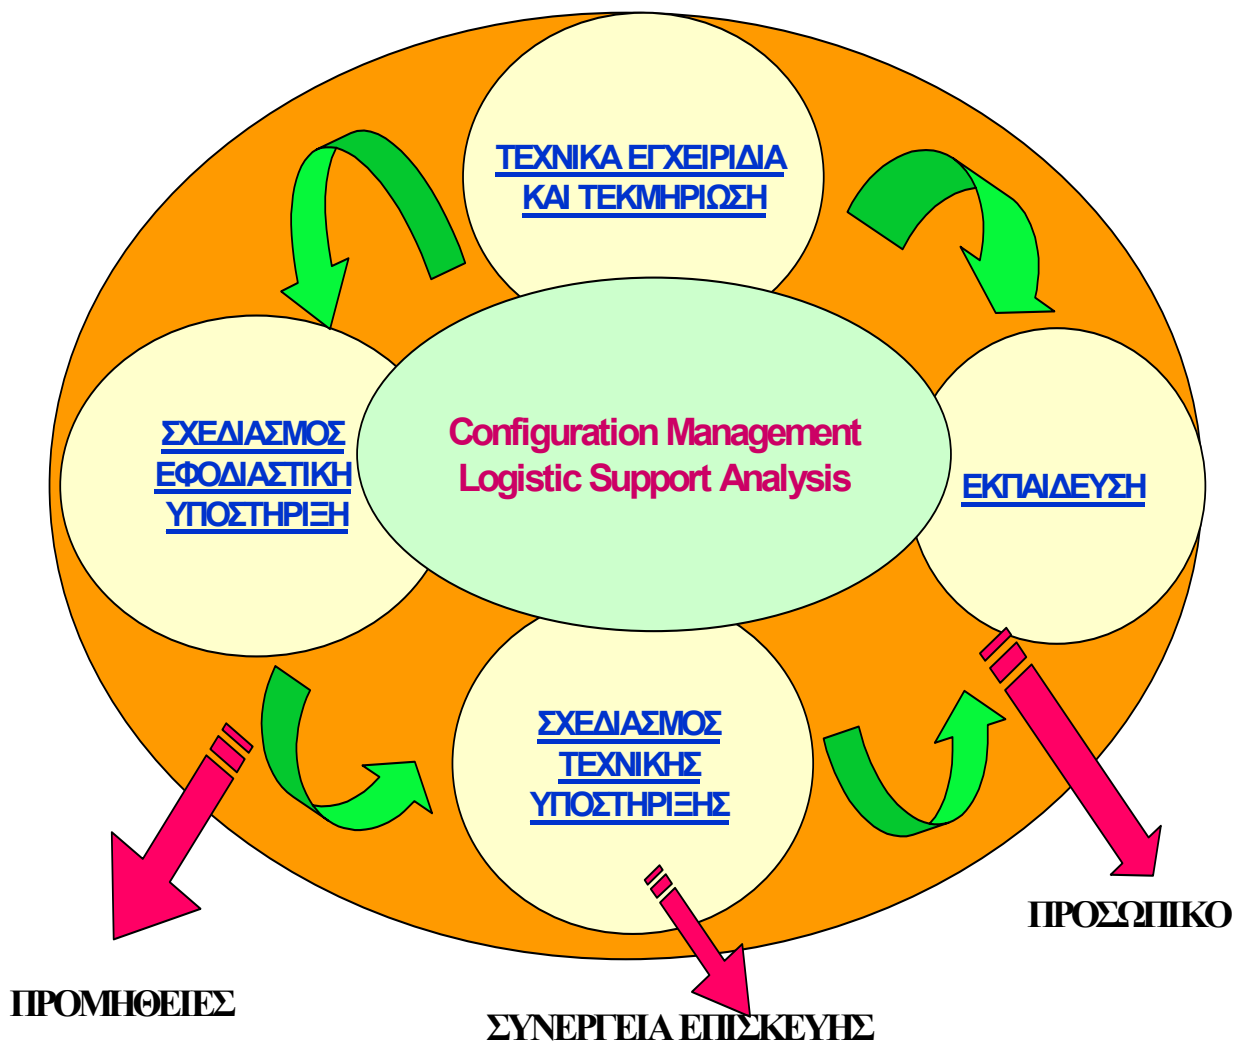 ΤΕΧΝΙΚΑ ΕΓΧΕΙΡΙΔΙΑ
ΚΑΙ ΤΕΚΜΗΡΙΩΣΗ
ΣΧΕΔΙΑΣΜΟΣ
ΕΦΟΔΙΑΣΤΙΚΗ
ΥΠΟΣΤΗΡΙΞΗ
Configuration Management
Logistic Support Analysis
ΕΚΠΑΙΔΕΥΣΗ
ΣΧΕΔΙΑΣΜΟΣ
ΤΕΧΝΙΚΗΣ
ΥΠΟΣΤΗΡΙΞΗΣ
ΠΡΟΣΩΠΙΚΟ
ΠΡΟΜΗΘΕΙΕΣ
ΣΥΝΕΡΓΕΙΑ ΕΠΙΣΚΕΥΗΣ